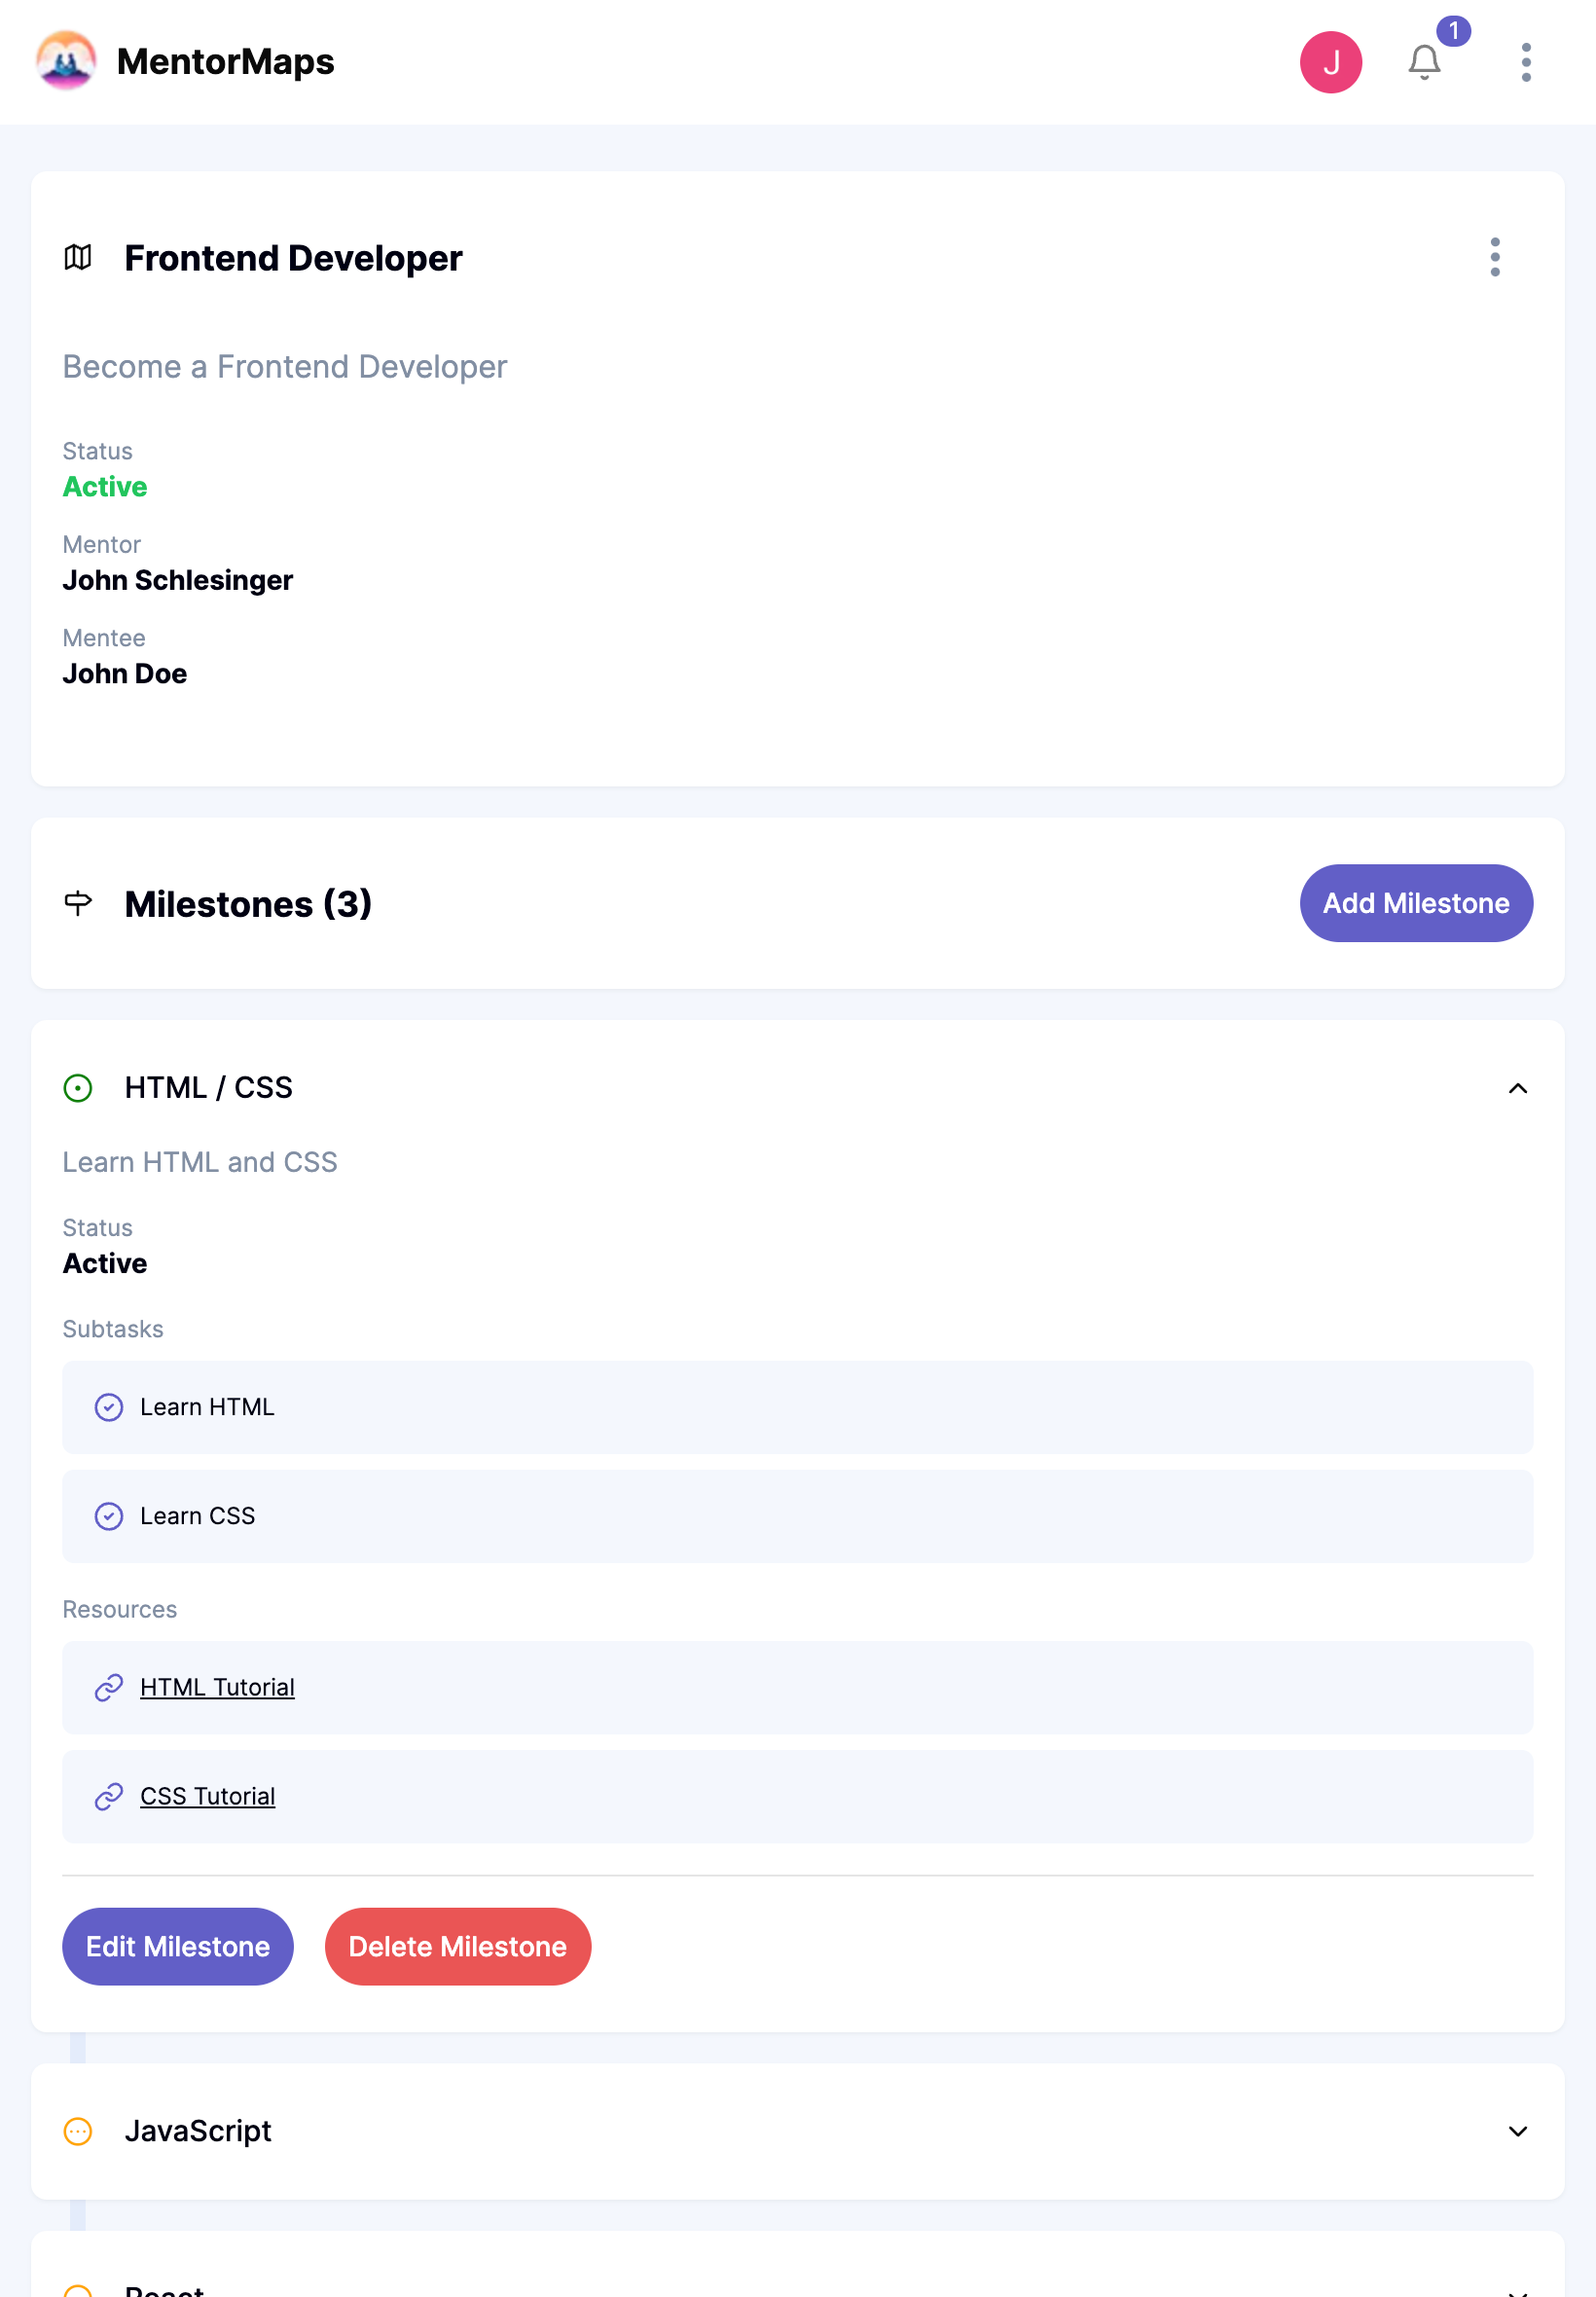 MentorMaps
J
1
Frontend Developer
Become a Frontend Developer
Status
Active
Mentor
John Schlesinger
Mentee
John Doe
Milestones (3)
Add Milestone
HTML / CSS
Learn HTML and CSS
Status
Active
Subtasks
Learn HTML
Learn CSS
Resources
HTML Tutorial
CSS Tutorial
Edit Milestone
Delete Milestone
JavaScript
React